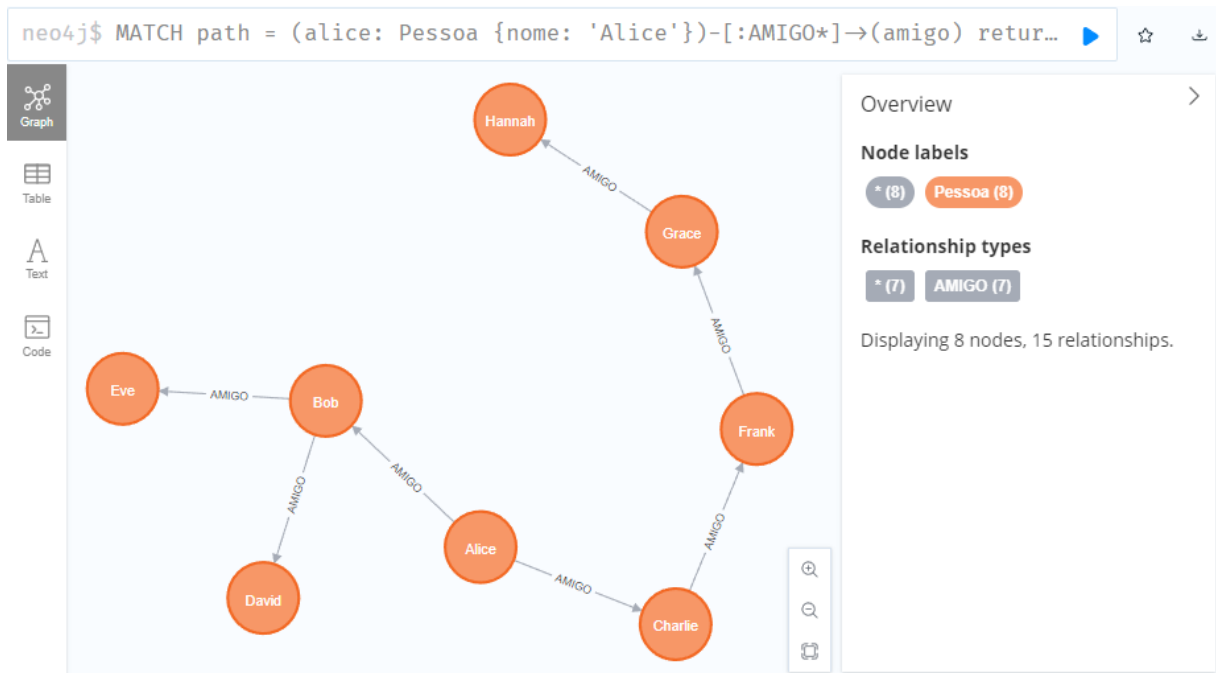 neo4j$ MATCH path = (alice: Pessoa {nome: 'Alice'})-[:AMIGO*]→(amigo) retur…
Graph
Table
Text
Code
Hannah
AMIGO
Grace
AMIGO
Eve
AMIGO
Bob
Frank
AMIGO
AMIGO
AMIGO
Alice
AMIGO
David
Charlie
Overview
Node labels
* (8) Pessoa (8)
Relationship types
* (7) AMIGO (7)
Displaying 8 nodes, 15 relationships.